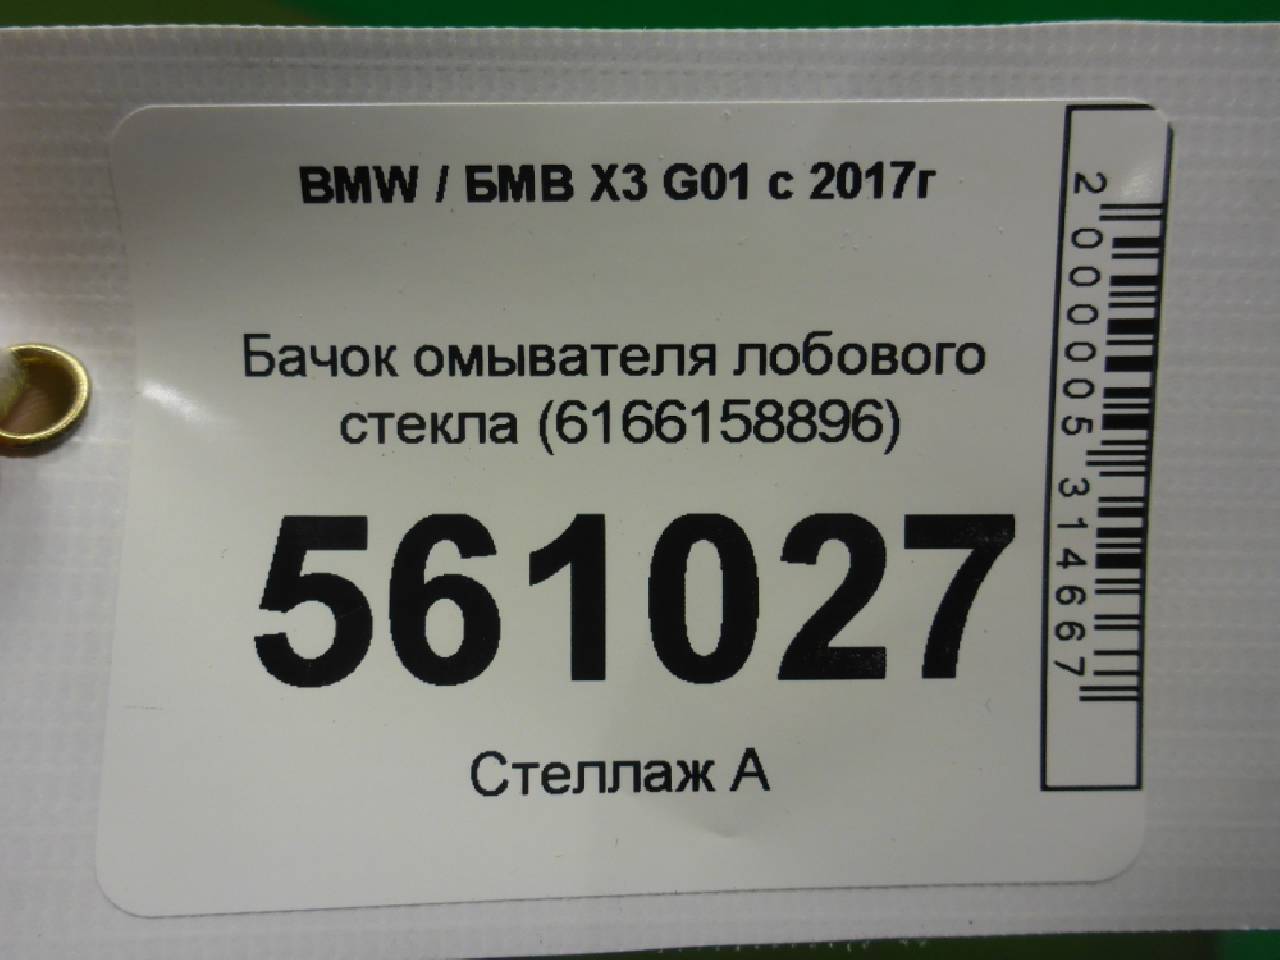 BMW / БМВ X3 G01 с 2017г
Бачок омывателя лобового
стекла (6166158896)
561027
Стеллаж А
2000005314667